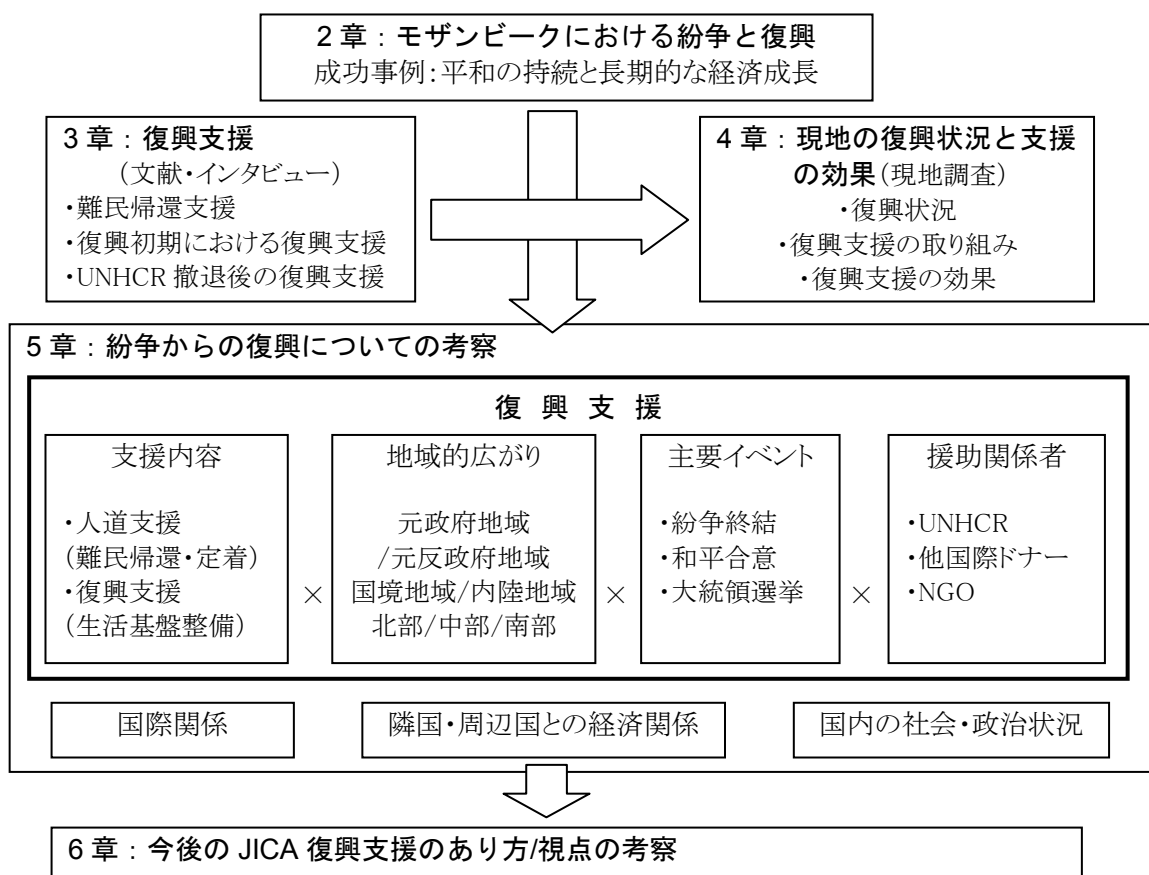 2 章：モザンビークにおける紛争と復興
成功事例：平和の持続と長期的な経済成長
3 章：復興支援
（文献・インタビュー）
・難民帰還支援
・復興初期における復興支援
・UNHCR 撤退後の復興支援
4 章：現地の復興状況と支援
の効果（現地調査）
・復興状況
・復興支援の取り組み
・復興支援の効果
5 章：紛争からの復興についての考察
復 興 支 援
支援内容
・人道支援
（難民帰還・定着）
・復興支援
（生活基盤整備）
×
地域的広がり
元政府地域
/元反政府地域
国境地域/内陸地域
北部/中部/南部
×
主要イベント
・紛争終結
・和平合意
・大統領選挙
×
援助関係者
・UNHCR
・他国際ドナー
・NGO
国際関係
隣国・周辺国との経済関係
国内の社会・政治状況
6 章：今後の JICA 復興支援のあり方/視点の考察